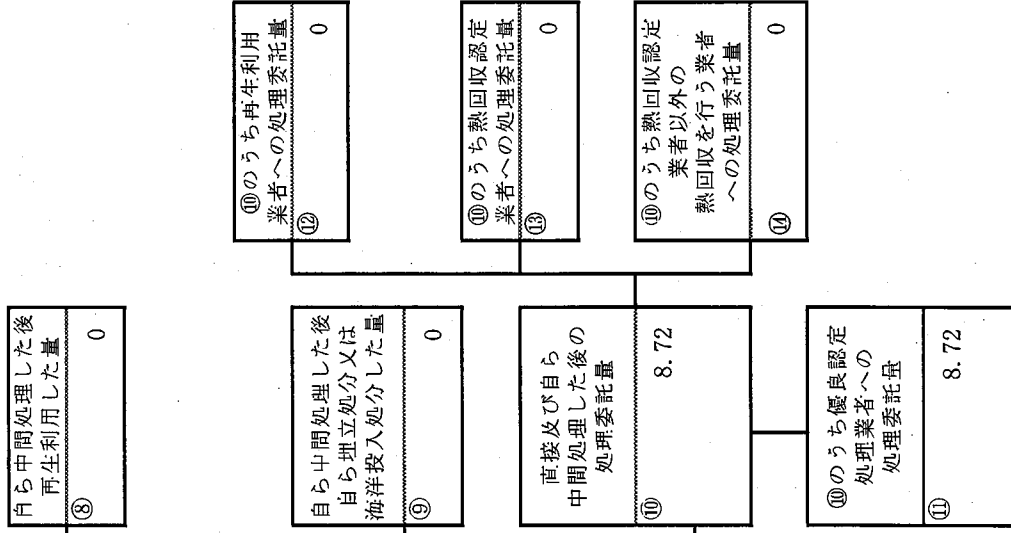 自ら中間処理した後
再生利用した量
⑧
0
自ら中間処理した後
自ら埋立処分又は
海洋投入処分した量
⑨
0
直接及び自ら
中間処理した後の
処理委託量
⑩
8.72
⑩のうち優良認定
処理業者への
処理委託量
⑪
8.72
⑩のうち再生利用
業者への処理委託量
⑫
0
⑩のうち熱回収認定
業者への処理委託量
⑬
0
⑩のうち熱回収認定
業者以外の
熱回収を行う業者
への処理委託量
⑭
0